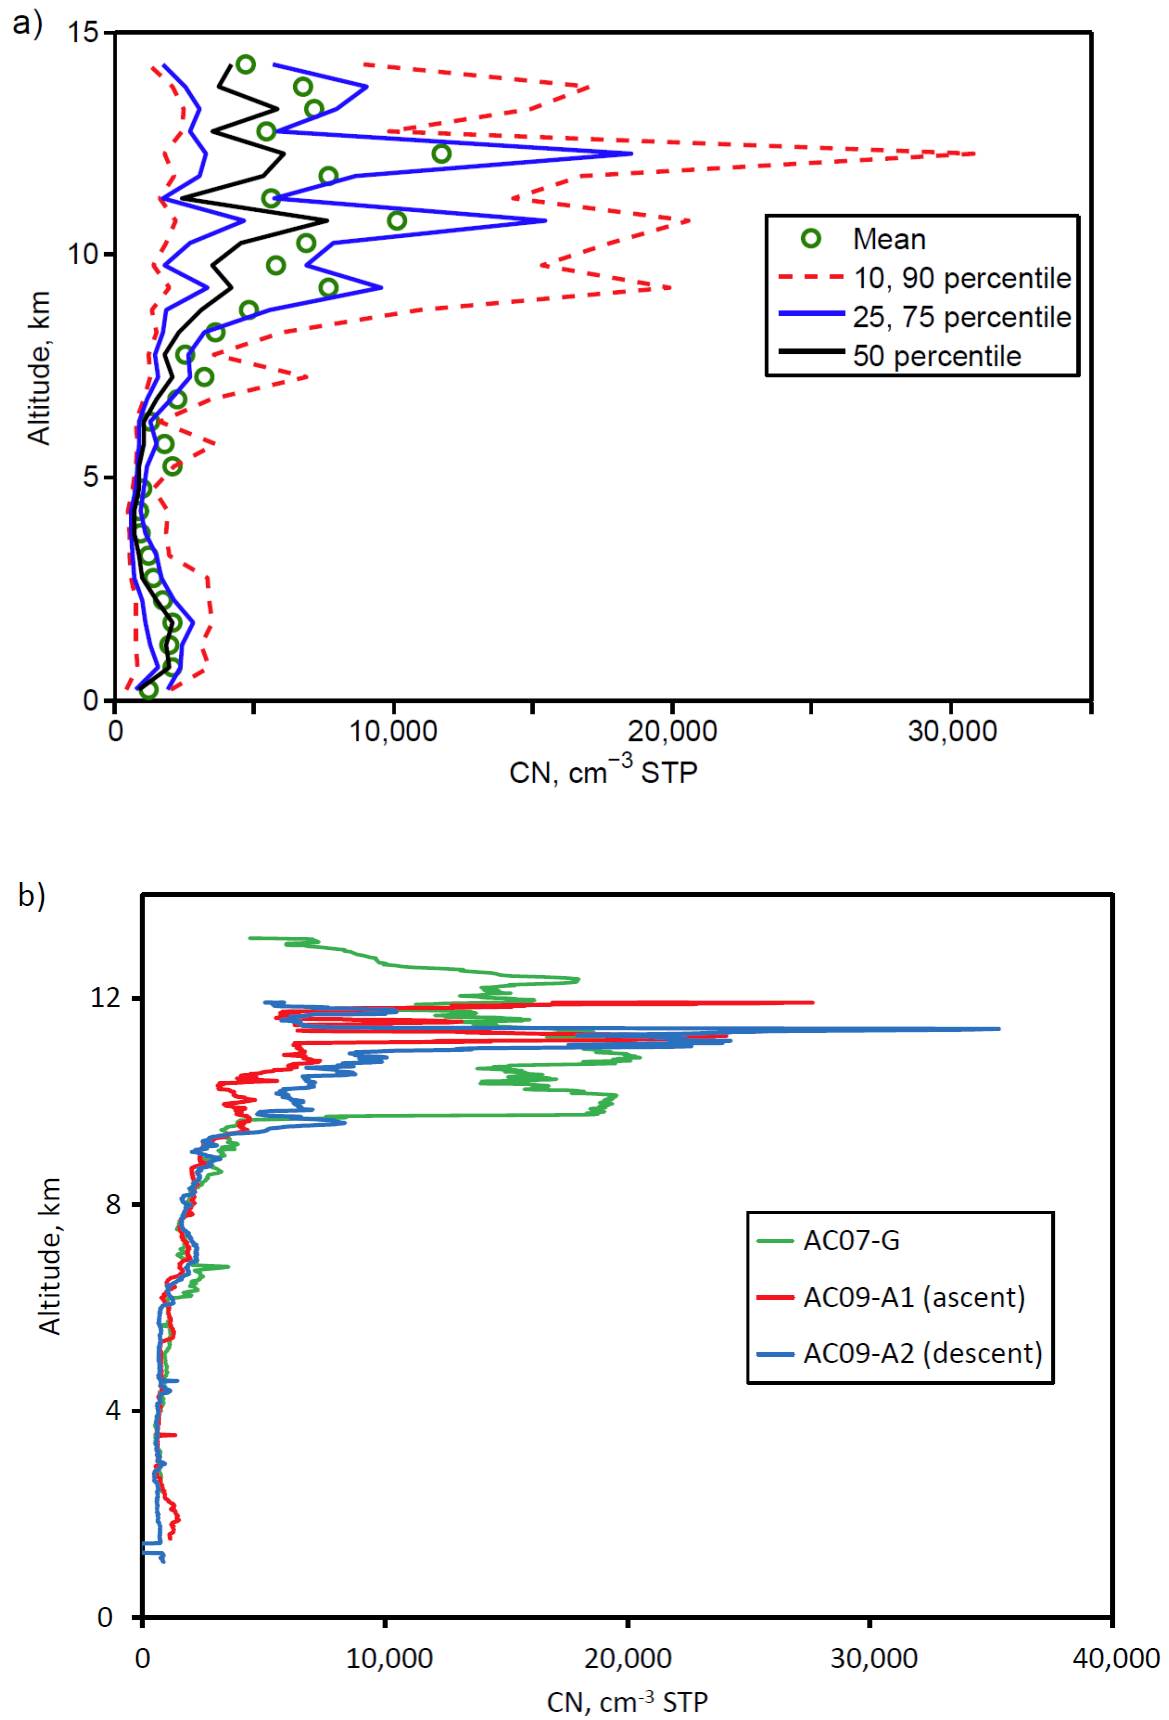 a)
15
10
5
0
Altitude, km
Mean
10, 90 percentile
25, 75 percentile
50 percentile
0 10,000 20,000 30,000
CN, cm⁻³ STP
b)
12
8
4
0
Altitude, km
AC07-G
AC09-A1 (ascent)
AC09-A2 (descent)
0 10,000 20,000 30,000 40,000
CN, cm⁻³ STP